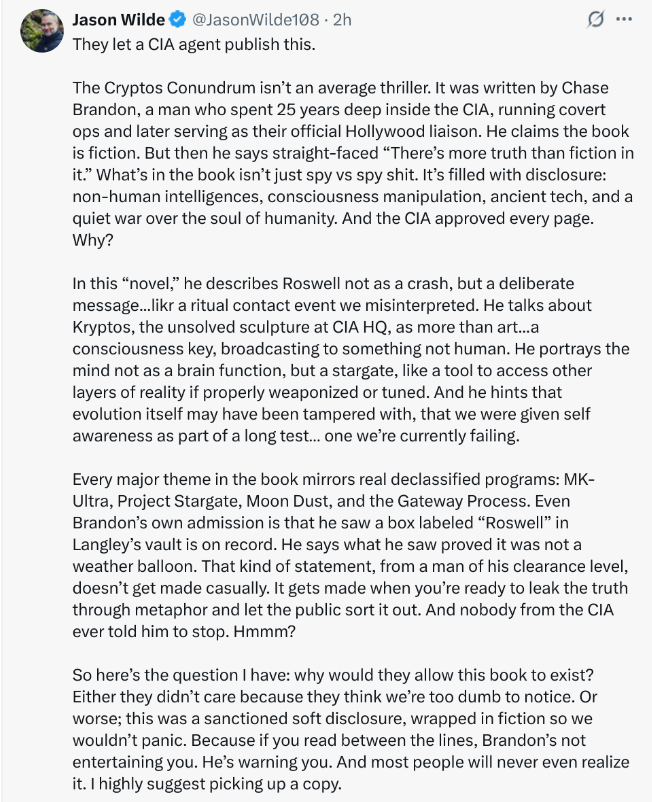 Jason Wilde @JasonWilde108 · 2h
They let a CIA agent publish this.
The Cryptos Conundrum isn’t an average thriller. It was written by Chase
Brandon, a man who spent 25 years deep inside the CIA, running covert
ops and later serving as their official Hollywood liaison. He claims the book
is fiction. But then he says straight-faced “There’s more truth than fiction in
it.” What’s in the book isn’t just spy vs spy shit. It’s filled with disclosure:
non-human intelligences, consciousness manipulation, ancient tech, and a
quiet war over the soul of humanity. And the CIA approved every page.
Why?
In this “novel,” he describes Roswell not as a crash, but a deliberate
message...likr a ritual contact event we misinterpreted. He talks about
Kryptos, the unsolved sculpture at CIA HQ, as more than art...a
consciousness key, broadcasting to something not human. He portrays the
mind not as a brain function, but a stargate, like a tool to access other
layers of reality if properly weaponized or tuned. And he hints that
evolution itself may have been tampered with, that we were given self
awareness as part of a long test... one we’re currently failing.
Every major theme in the book mirrors real declassified programs: MK-
Ultra, Project Stargate, Moon Dust, and the Gateway Process. Even
Brandon’s own admission is that he saw a box labeled “Roswell” in
Langley’s vault is on record. He says what he saw proved it was not a
weather balloon. That kind of statement, from a man of his clearance level,
doesn’t get made casually. It gets made when you’re ready to leak the truth
through metaphor and let the public sort it out. And nobody from the CIA
ever told him to stop. Hmmm?
So here’s the question I have: why would they allow this book to exist?
Either they didn’t care because they think we’re too dumb to notice. Or
worse; this was a sanctioned soft disclosure, wrapped in fiction so we
wouldn’t panic. Because if you read between the lines, Brandon’s not
entertaining you. He’s warning you. And most people will never even realize
it. I highly suggest picking up a copy.